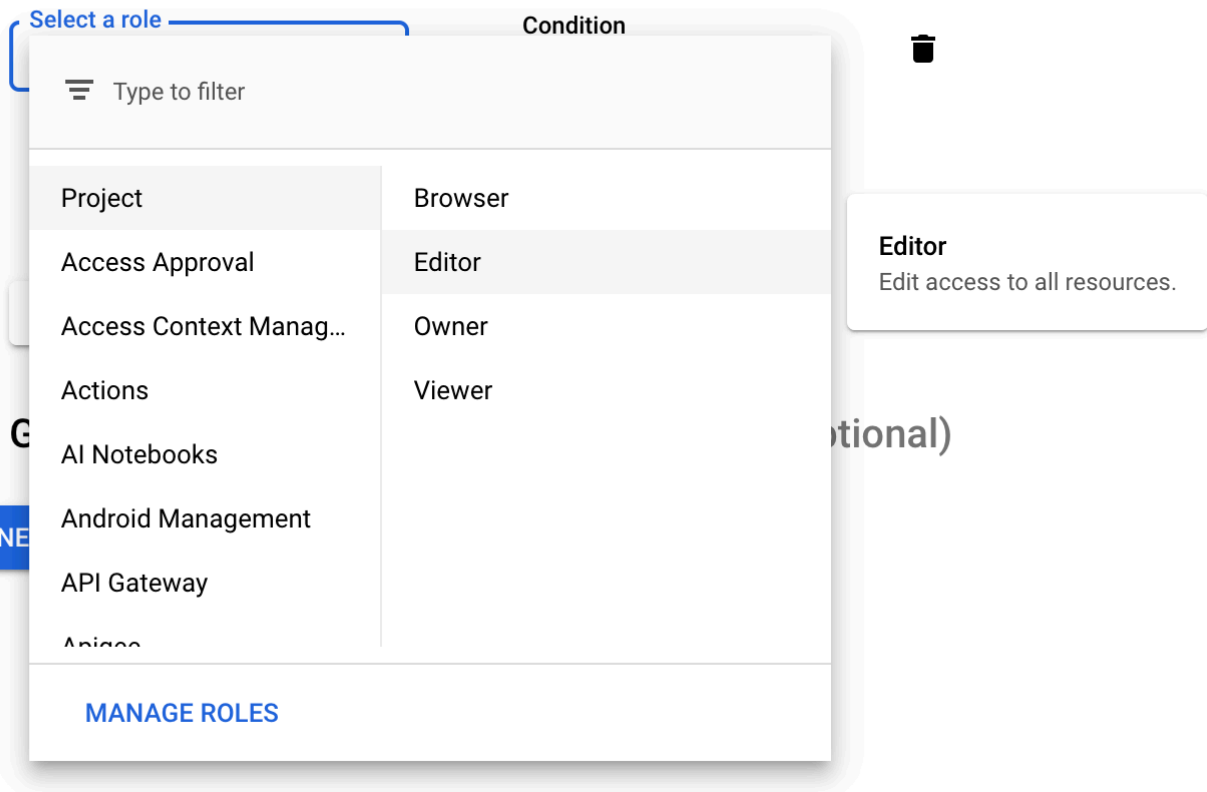 Select a role
Condition
Type to filter
Project
Access Approval
Access Context Manag...
Actions
AI Notebooks
Android Management
API Gateway
Apigee
Browser
Editor
Owner
Viewer
Editor
Edit access to all resources.
MANAGE ROLES